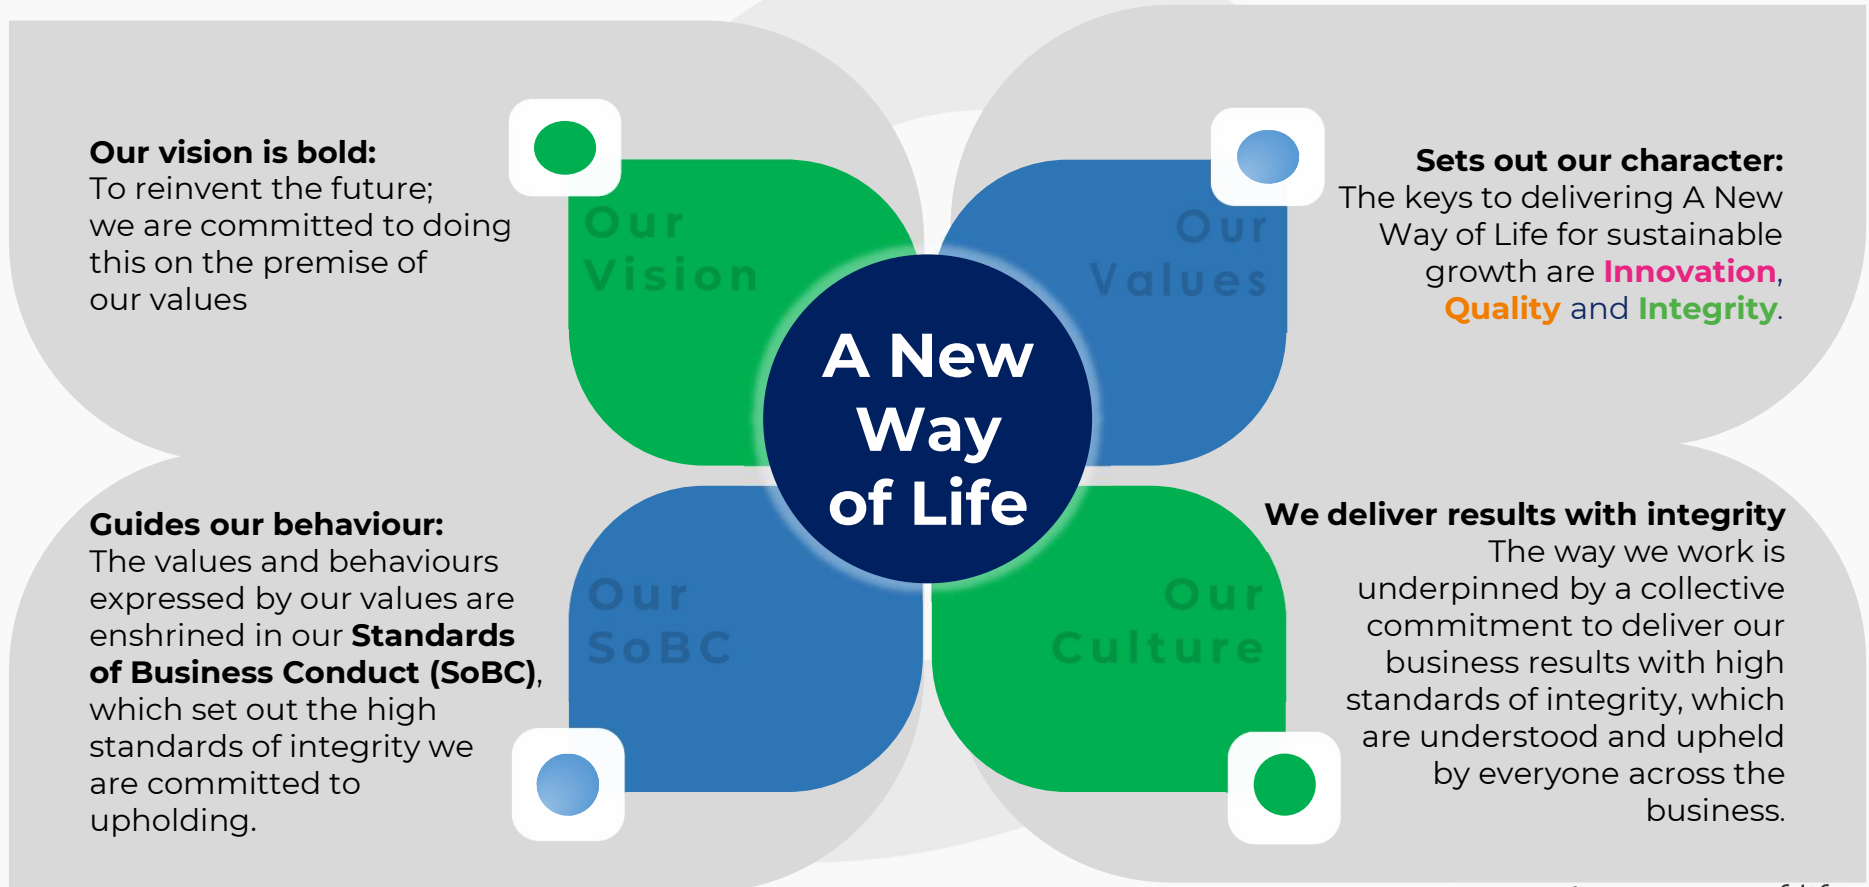 Our vision is bold:
To reinvent the future;
we are committed to doing
this on the premise of
our values
Our
Vision
Our
Values
Sets out our character:
The keys to delivering A New
Way of Life for sustainable
growth are Innovation,
Quality and Integrity.
A New
Way
of Life
Guides our behaviour:
The values and behaviours
expressed by our values are
enshrined in our Standards
of Business Conduct (SoBC),
which set out the high
standards of integrity we
are committed to
upholding.
Our
SoBC
Our
Culture
We deliver results with integrity
The way we work is
underpinned by a collective
commitment to deliver our
business results with high
standards of integrity, which
are understood and upheld
by everyone across the
business.